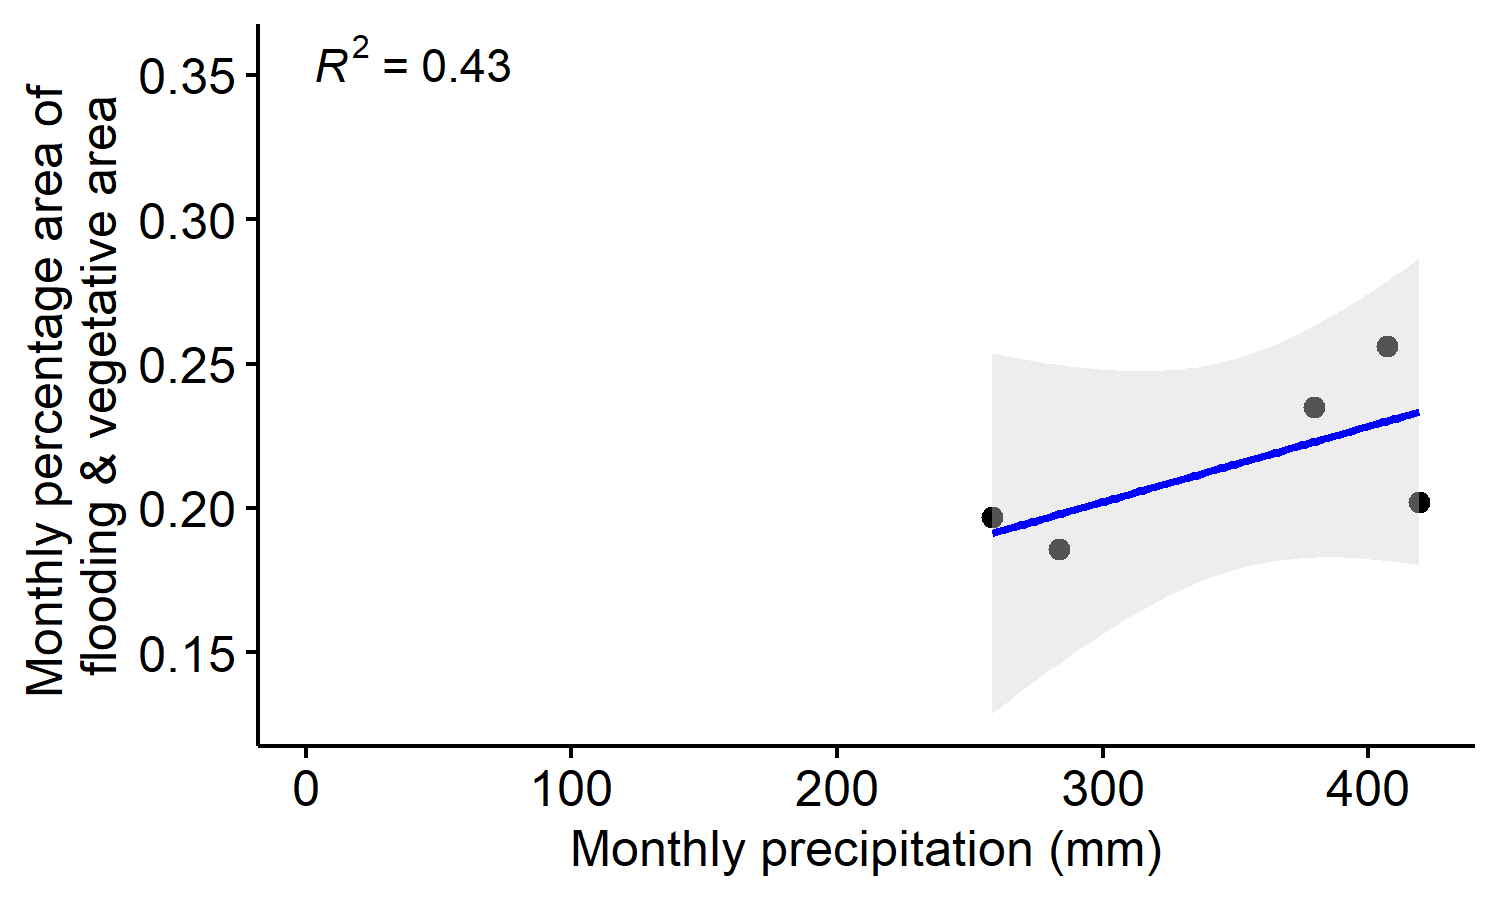 R² = 0.43
Monthly percentage area of
flooding & vegetative area
0.35
0.30
0.25
0.20
0.15
0 100 200 300 400
Monthly precipitation (mm)